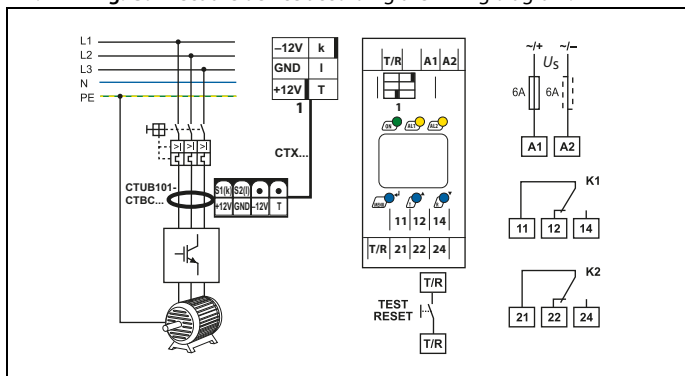 L1
L2
L3
N
PE
–12V k
GND l
+12V T
1
CTX...
CTUB101-
CTBC...
S1(k) S2(l) ● ●
+12V GND –12V T
T/R A1 A2
1
ON AL1 AL2
MENU
11 12 14
T/R 21 22 24
T/R
TEST
RESET
T/R
~/+ ~/–
US
6A 6A
A1 A2
K1
11 12 14
K2
21 22 24